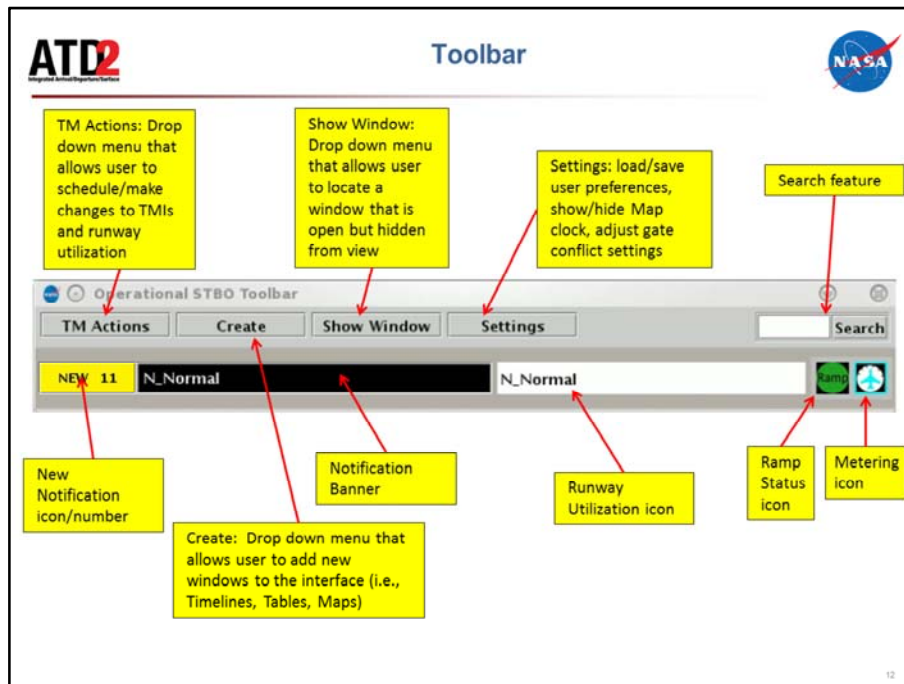 ATD2
Integrated Arrival/Departure/Surface
Toolbar
NASA
TM Actions: Drop
down menu that
allows user to
schedule/make
changes to TMIs
and runway
utilization
Show Window:
Drop down menu
that allows user
to locate a
window that is
open but hidden
from view
Settings: load/save
user preferences,
show/hide Map
clock, adjust gate
conflict settings
Search feature
Operational STBO Toolbar
TM Actions
Create
Show Window
Settings
Search
NEW 11
N_Normal
N_Normal
Ramp
New
Notification
icon/number
Notification
Banner
Runway
Utilization icon
Ramp
Status
icon
Metering
icon
Create: Drop down menu that
allows user to add new
windows to the interface (i.e.,
Timelines, Tables, Maps)
12